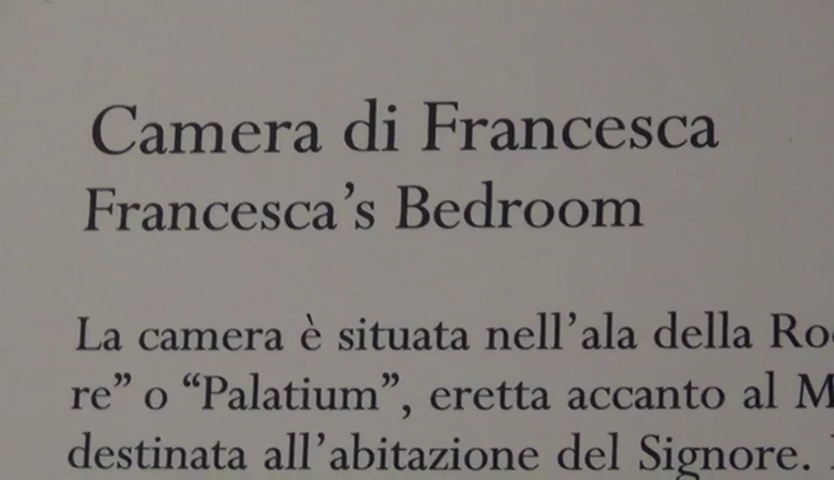 Camera di Francesca
Francesca’s Bedroom
La camera è situata nell’ala della
re” o “Palatium”, eretta accanto al
destinata all’abitazione del Signore.